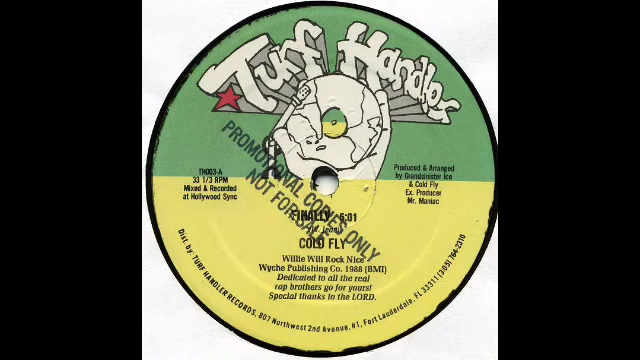 Turf Handler
TH003-A
33 1/3 RPM
Mixed & Recorded
at Hollywood Sync
Produced & Arranged
by Grandsinister Ice
& Cold Fly
Ex. Producer
Mr. Maniac
PROMOTIONAL COPIES ONLY
NOT FOR SALE
FINALLY 5:01
COLD FLY
Willie Will Rock Nice
Wyche Publishing Co. 1988 (BMI)
Dedicated to all the real
rap brothers go for yours!
Special thanks to the LORD.
Dist. by: TURF HANDLER RECORDS, 807 Northwest 2nd Avenue, #1, Fort Lauderdale, FL 33311 (305) 764-2310